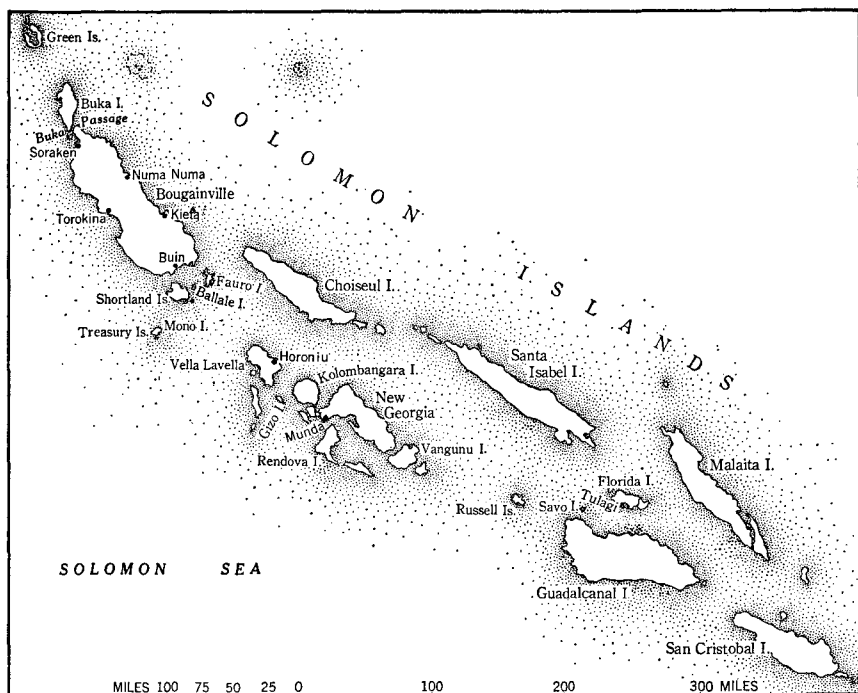 Green Is.
SOLOMON ISLANDS
Buka I.
Buka Passage
Soraken
Numa Numa
Bougainville
Kieta
Torokina
Buin
Fauro I.
Choiseul I.
Shortland Is.
Ballale I.
Treasury Is.
Mono I.
Vella Lavella
Horoniu
Kolombangara I.
Santa
Isabel I.
Gizo I.
New
Georgia
Munda
Rendova I.
Vangunu I.
Malaita I.
Florida I.
Tulagi
Russell Is.
Savo I.
SOLOMON SEA
Guadalcanal I.
San Cristobal I.
MILES 100 75 50 25 0 100 200 300 MILES